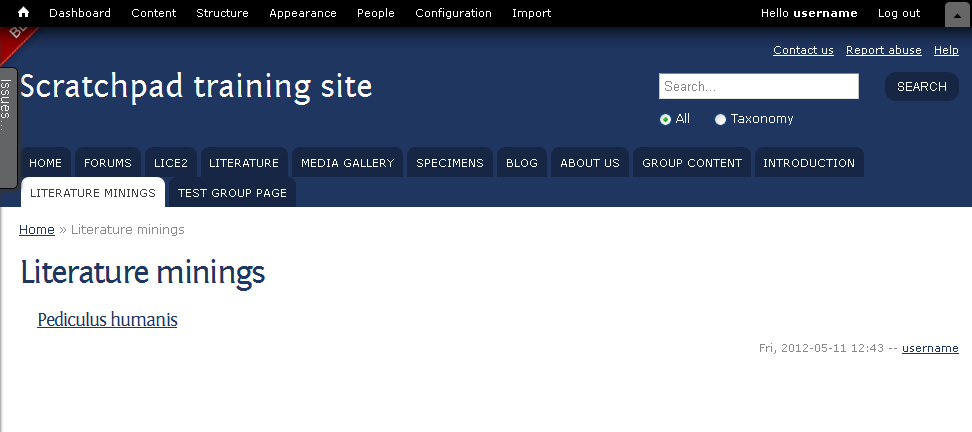 Dashboard Content Structure Appearance People Configuration Import Hello username Log out
Contact us Report abuse Help
Issues...
Scratchpad training site
Search... SEARCH
All Taxonomy
HOME FORUMS LICE2 LITERATURE MEDIA GALLERY SPECIMENS BLOG ABOUT US GROUP CONTENT INTRODUCTION
LITERATURE MININGS TEST GROUP PAGE
Home » Literature minings
Literature minings
Pediculus humanis
Fri, 2012-05-11 12:43 -- username